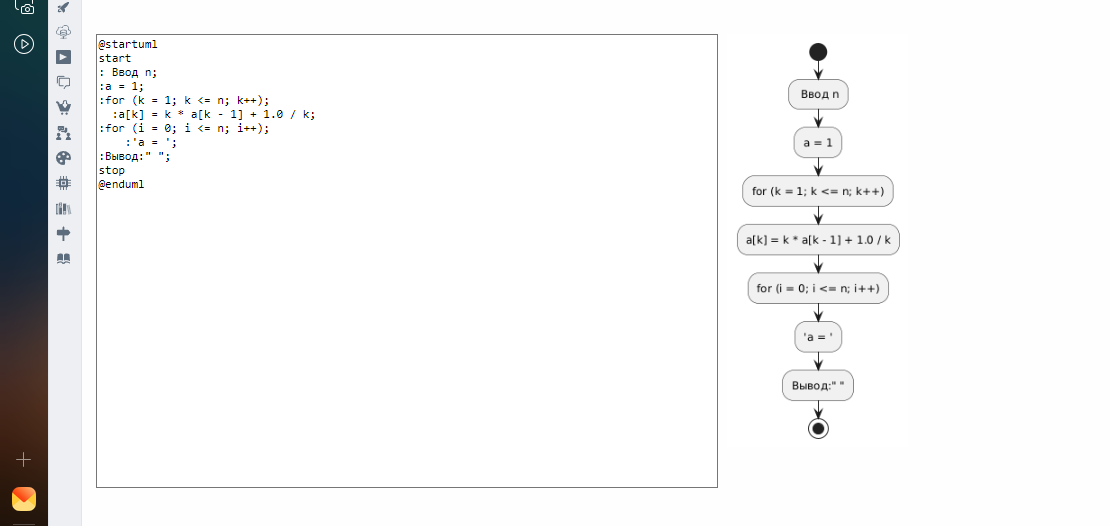 @startuml
start
: Ввод n;
:a = 1;
:for (k = 1; k <= n; k++);
:a[k] = k * a[k - 1] + 1.0 / k;
:for (i = 0; i <= n; i++);
:'a = ';
:Вывод:" ";
stop
@enduml
Ввод n
a = 1
for (k = 1; k <= n; k++)
a[k] = k * a[k - 1] + 1.0 / k
for (i = 0; i <= n; i++)
'a = '
Вывод:" "